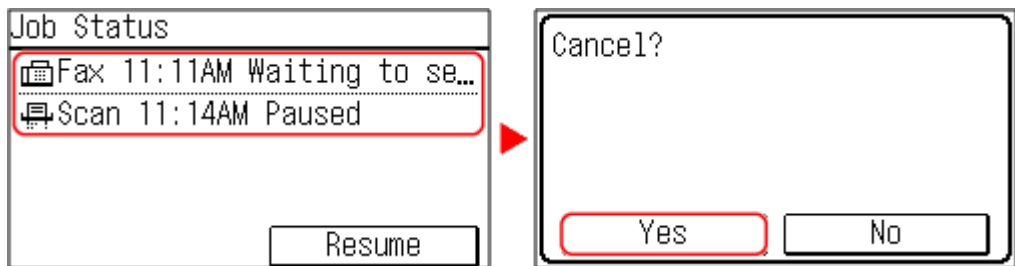 Job Status
Fax 11:11AM Waiting to se…
Scan 11:14AM Paused
Resume
Cancel?
Yes
No